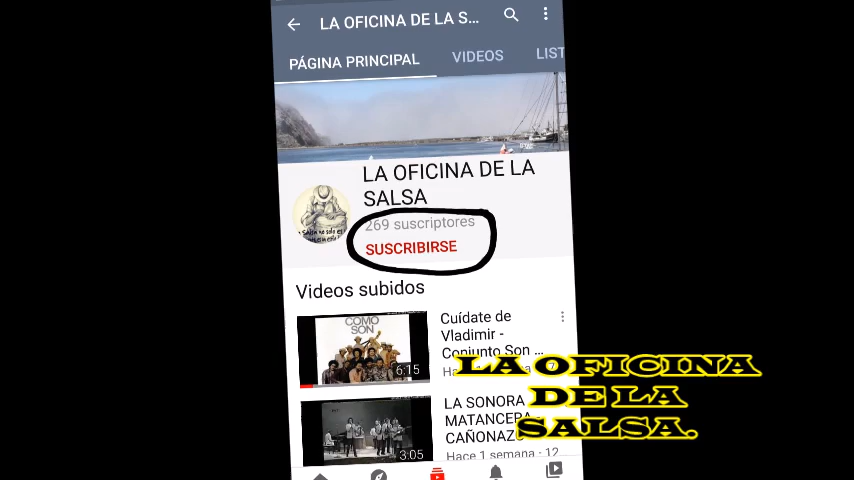 LA OFICINA DE LA S...
PÁGINA PRINCIPAL VIDEOS LIST
LA OFICINA DE LA
SALSA
269 suscriptores
SUSCRIBIRSE
Videos subidos
COMO
SON
6:15
Cuídate de
Vladimir -
Conjunto Son ...
LA SONORA
MATANCERA
CAÑONAZ
Hace 1 semana · 12
3:05
LA OFICINA
DE LA
SALSA.